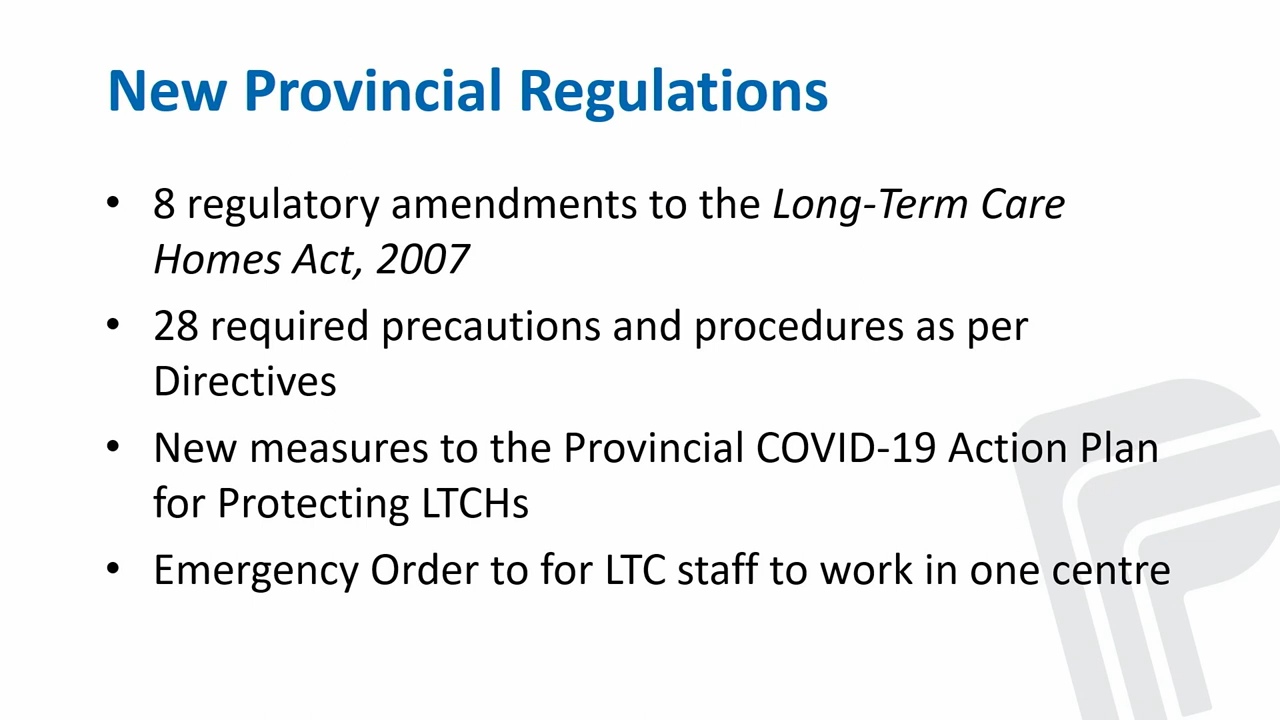 New Provincial Regulations
• 8 regulatory amendments to the Long-Term Care
Homes Act, 2007
• 28 required precautions and procedures as per
Directives
• New measures to the Provincial COVID-19 Action Plan
for Protecting LTCHs
• Emergency Order to for LTC staff to work in one centre